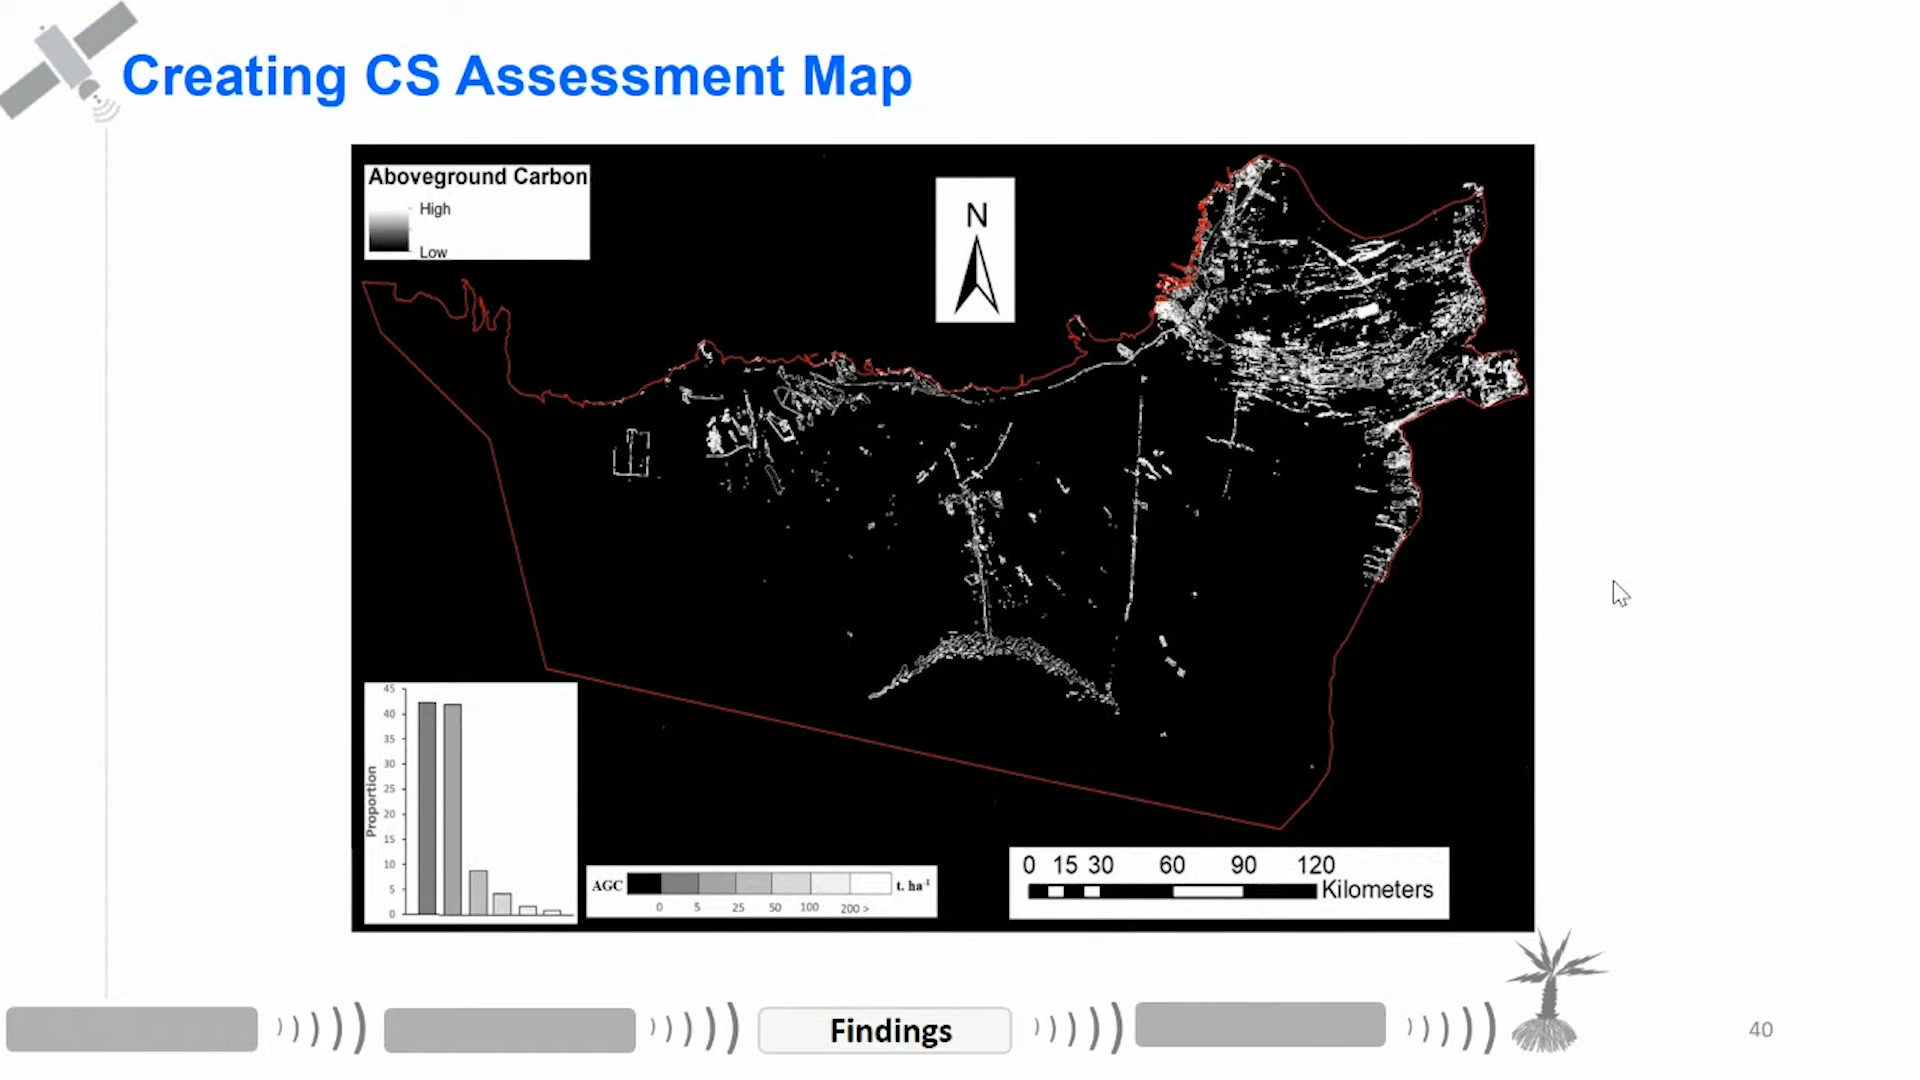 Creating CS Assessment Map
Aboveground Carbon
High
Low
N
45
40
35
30
25
20
15
10
5
0
Proportion
AGC
t. ha-1
0 5 25 50 100 200 >
0 15 30 60 90 120
Kilometers
Findings
40